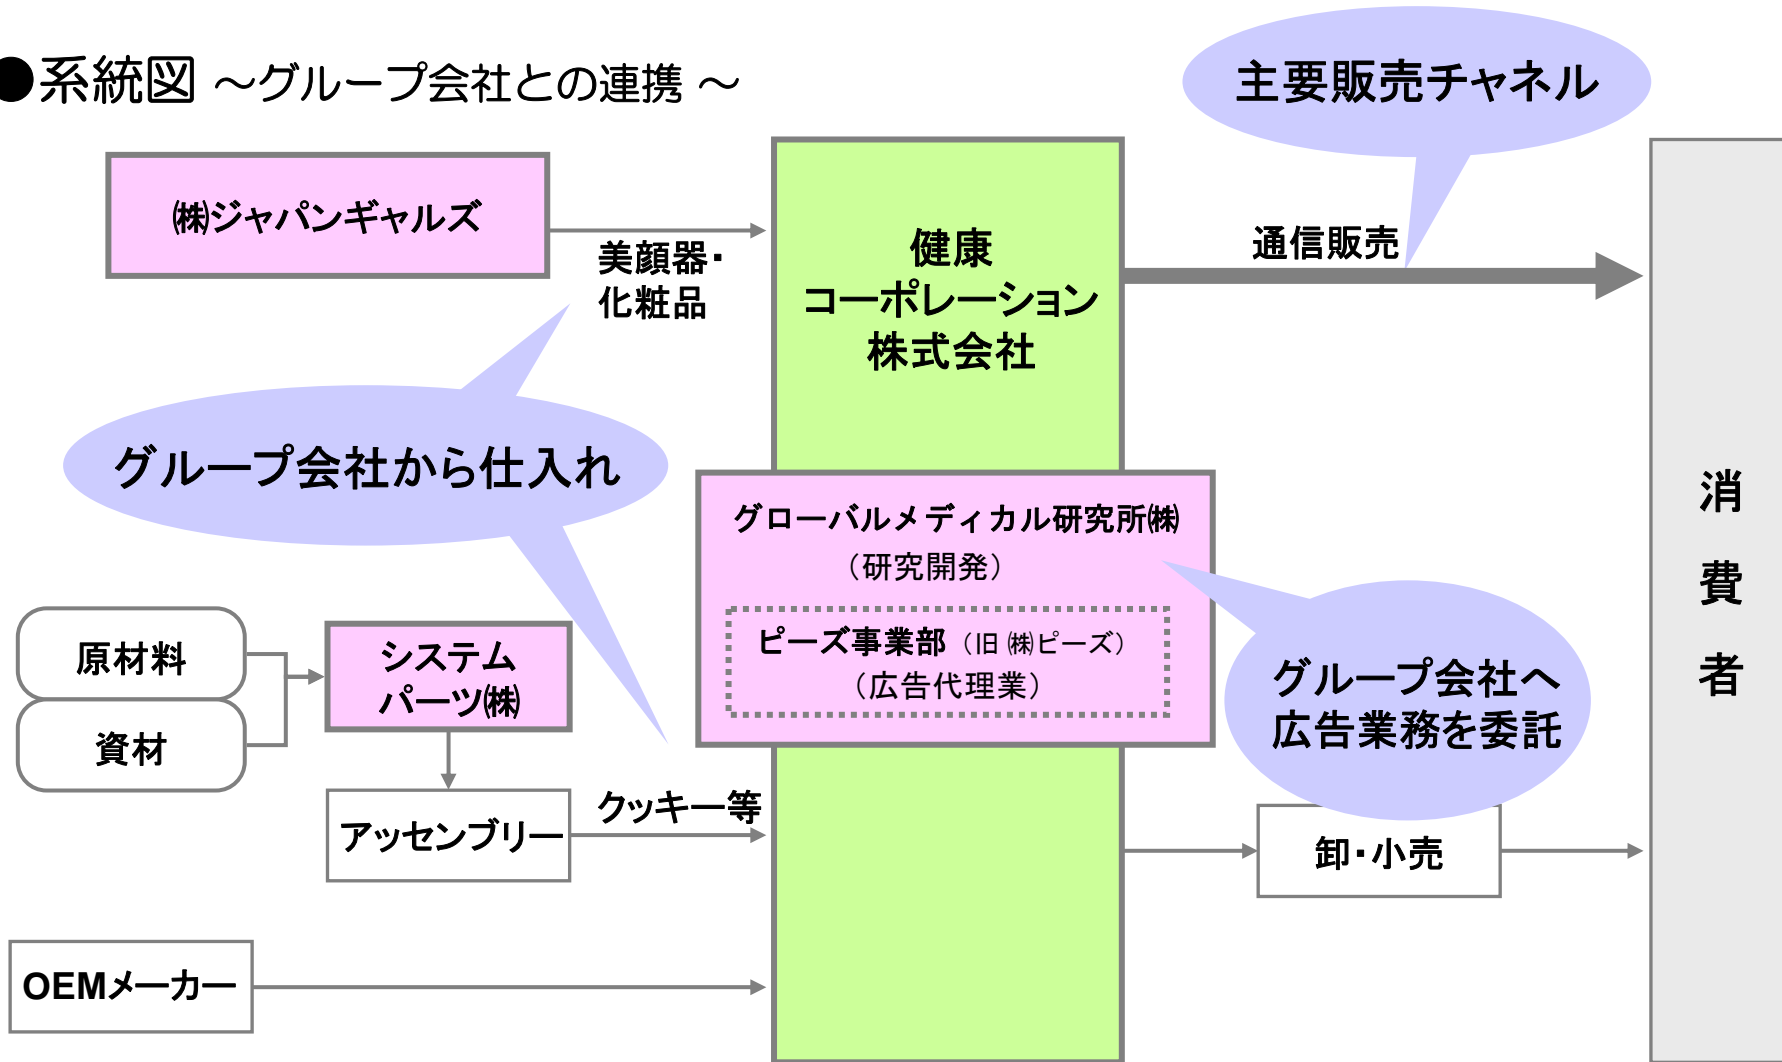 ●系統図 ～グループ会社との連携 ～
主要販売チャネル
㈱ジャパンギャルズ
美顔器・
化粧品
健康
コーポレーション
株式会社
通信販売
グループ会社から仕入れ
グローバルメディカル研究所㈱
（研究開発）
ピーズ事業部（旧 ㈱ピーズ）
（広告代理業）
グループ会社へ
広告業務を委託
原材料
資材
システム
パーツ㈱
アッセンブリー
クッキー等
卸・小売
OEMメーカー
消
費
者